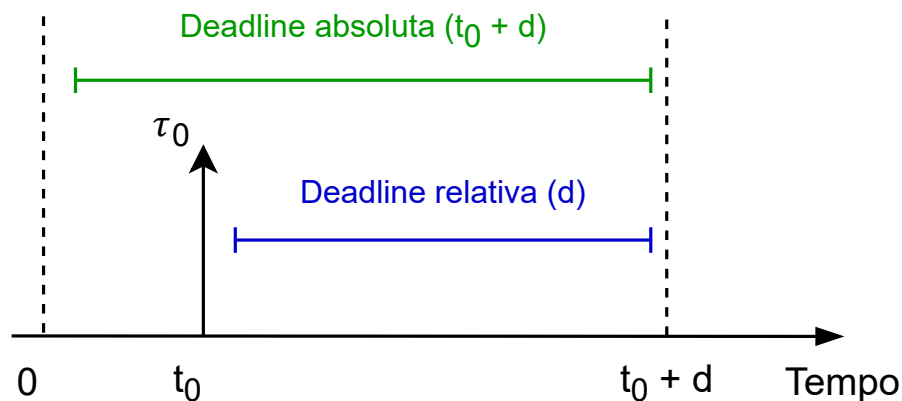 Deadline absoluta (t₀ + d)
τ₀
Deadline relativa (d)
0 t₀ t₀ + d Tempo